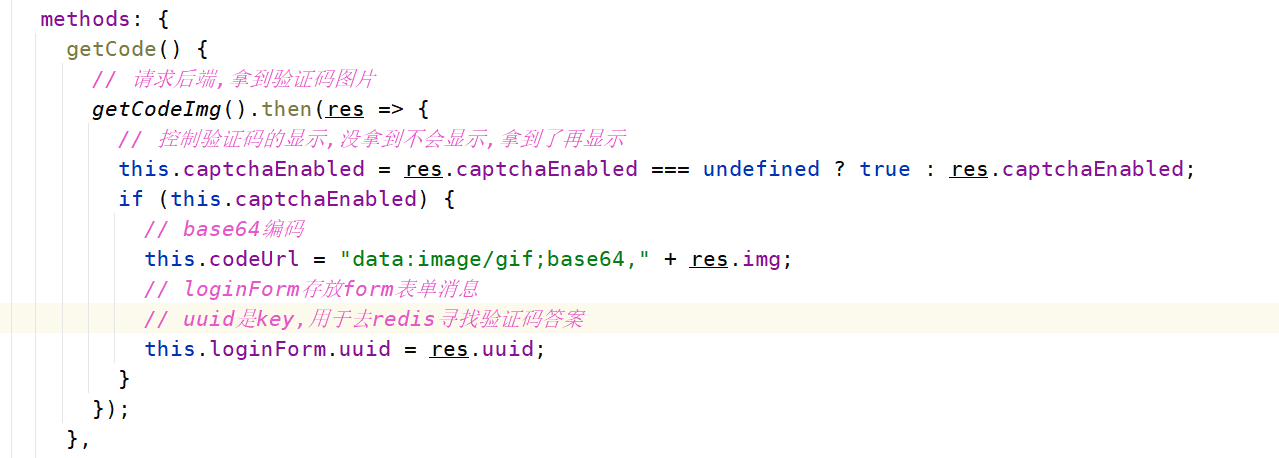 methods: {
getCode() {
// 请求后端,拿到验证码图片
getCodeImg().then(res => {
// 控制验证码的显示,没拿到不会显示,拿到了再显示
this.captchaEnabled = res.captchaEnabled === undefined ? true : res.captchaEnabled;
if (this.captchaEnabled) {
// base64编码
this.codeUrl = "data:image/gif;base64," + res.img;
// loginForm存放form表单消息
// uuid是key,用于去redis寻找验证码答案
this.loginForm.uuid = res.uuid;
}
});
},